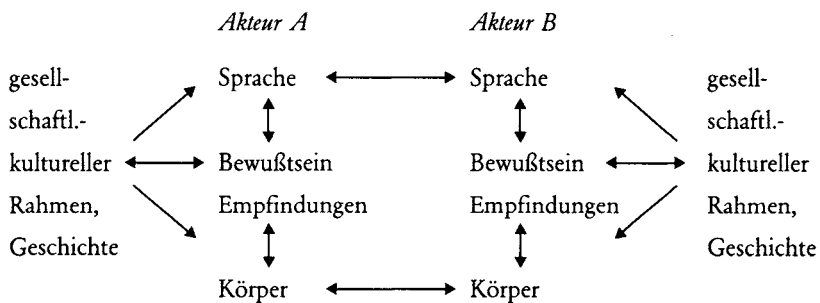 Akteur A Akteur B
gesell- Sprache Sprache gesell-
schaftl.- schaftl.-
kultureller Bewußtsein Bewußtsein kultureller
Rahmen, Empfindungen Empfindungen Rahmen,
Geschichte Geschichte
Körper Körper